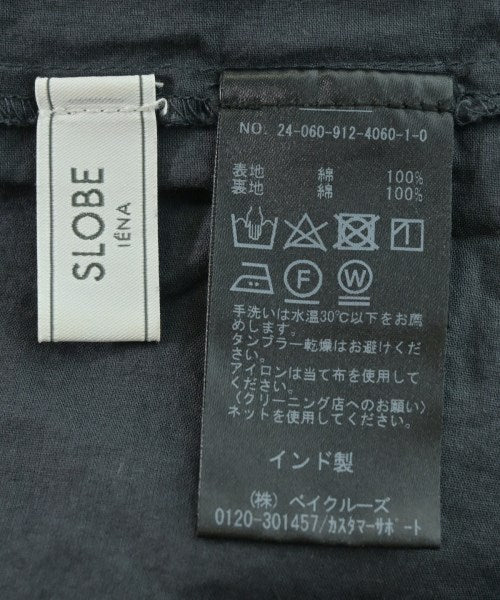 SLOBE
IÉNA
NO. 24-060-912-4060-1-0
表地 綿 100%
裏地 綿 100%
F W
手洗いは水温30℃以下をお薦
めします。
タンブラー乾燥はお避けくださ
い。
アイロンは当て布を使用して
ください。
〈クリーニング店へのお願い〉
ネットを使用してください。
インド製
(株) ベイクルーズ
0120-301457/ｶｽﾀﾏｰｻﾎﾟｰﾄ